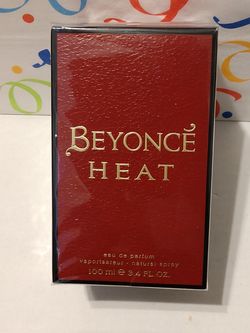 BEYONCÉ
HEAT
eau de parfum
vaporisateur - natural spray
100 ml ℮ 3.4 FL. OZ.